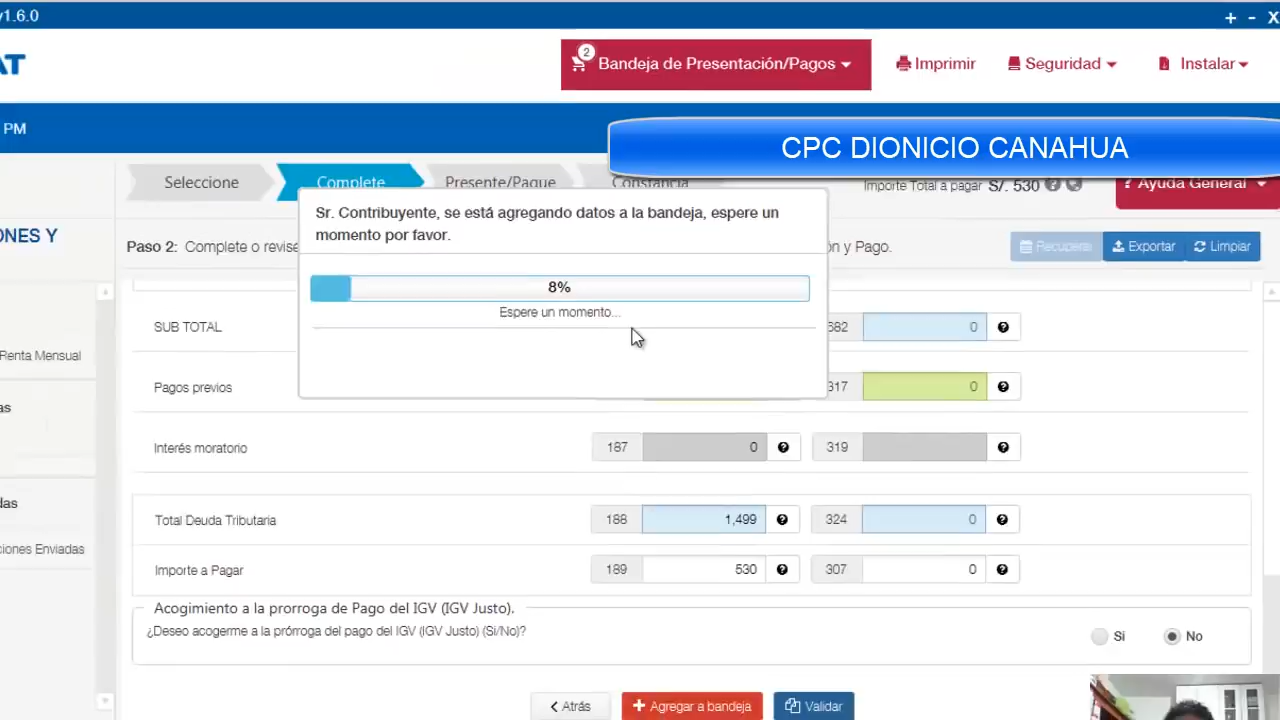 v1.6.0
+ - X
AT
2
Bandeja de Presentación/Pagos
Imprimir
Seguridad
Instalar
PM
CPC DIONICIO CANAHUA
Seleccione
Complete
Presente/Pague
Constancia
Importe Total a pagar S/. 530
? Ayuda General
Sr. Contribuyente, se está agregando datos a la bandeja, espere un
momento por favor.
8%
Espere un momento...
ONES Y
Paso 2: Complete o revise
n y Pago.
Recuperar
Exportar
Limpiar
SUB TOTAL
682 0
Renta Mensual
Pagos previos
317 0
as
Interés moratorio
187 0
319
das
Total Deuda Tributaria
188 1,499
324 0
ciones Enviadas
Importe a Pagar
189 530
307 0
Acogimiento a la prorroga de Pago del IGV (IGV Justo).
¿Deseo acogerme a la prórroga del pago del IGV (IGV Justo) (Si/No)?
Si
No
Atrás
Agregar a bandeja
Validar